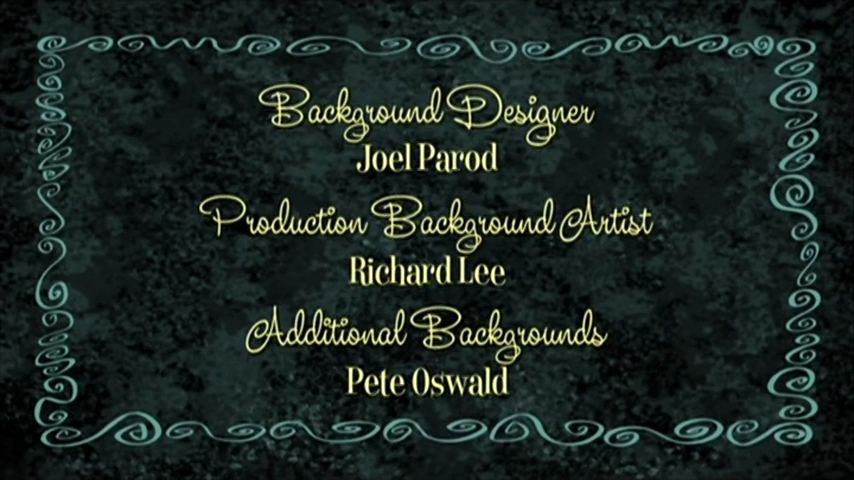 Background Designer
Joel Parod
Production Background Artist
Richard Lee
Additional Backgrounds
Pete Oswald